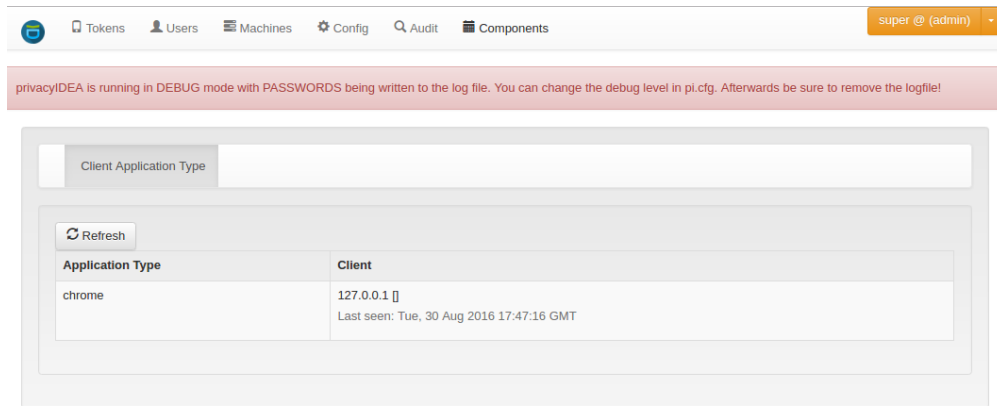 Tokens Users Machines Config Audit Components super @ (admin)
privacyIDEA is running in DEBUG mode with PASSWORDS being written to the log file. You can change the debug level in pi.cfg. Afterwards be sure to remove the logfile!
Client Application Type
Refresh
Application Type Client
chrome 127.0.0.1 []
Last seen: Tue, 30 Aug 2016 17:47:16 GMT